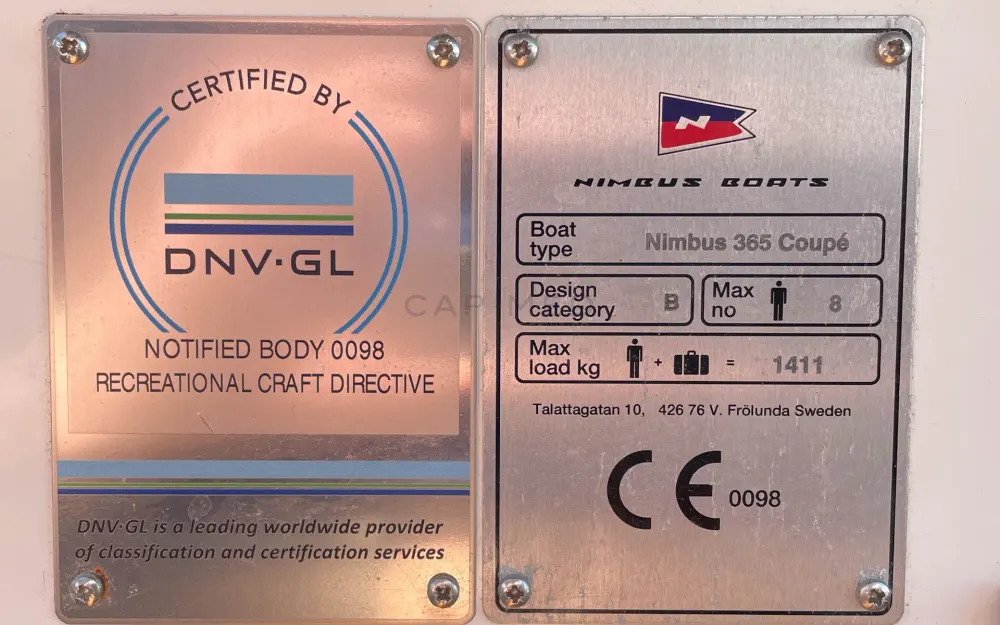 CERTIFIED BY
DNV·GL
NOTIFIED BODY 0098
RECREATIONAL CRAFT DIRECTIVE
DNV·GL is a leading worldwide provider
of classification and certification services
N
NIMBUS BOATS
Boat
type
Nimbus 365 Coupé
Design
category
B
Max
no
8
Max
load kg
+
=
1411
Talattagatan 10, 426 76 V. Frölunda Sweden
CE 0098